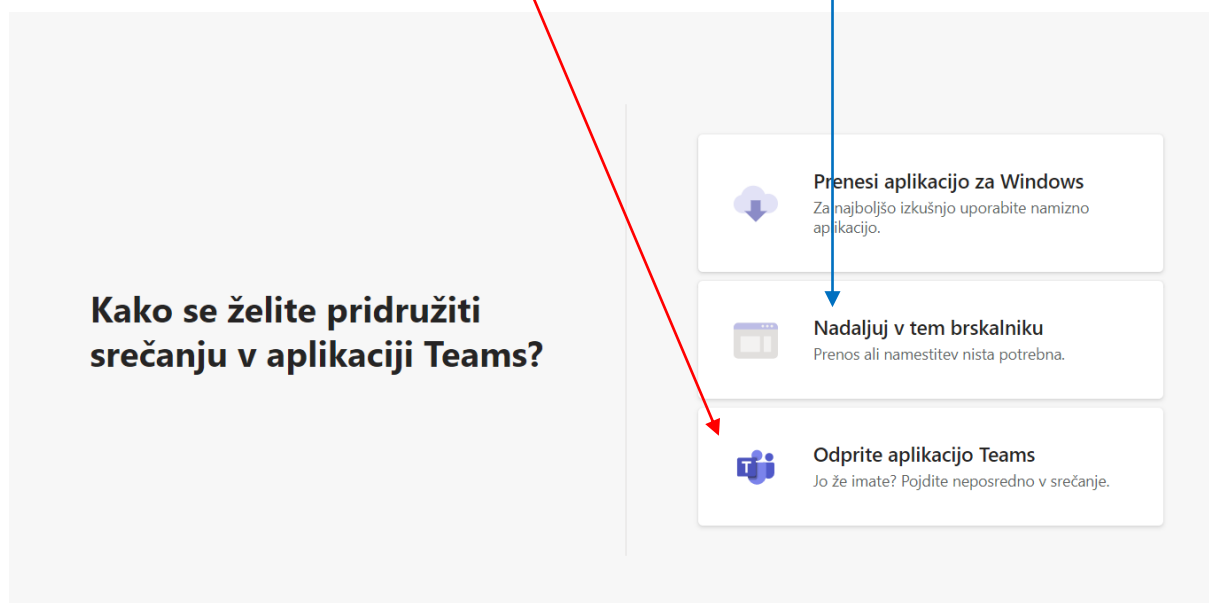 Kako se želite pridružiti
srečanju v aplikaciji Teams?
Prenesi aplikacijo za Windows
Za najboljšo izkušnjo uporabite namizno
aplikacijo.
Nadaljuj v tem brskalniku
Prenos ali namestitev nista potrebna.
Odprite aplikacijo Teams
Jo že imate? Pojdite neposredno v srečanje.